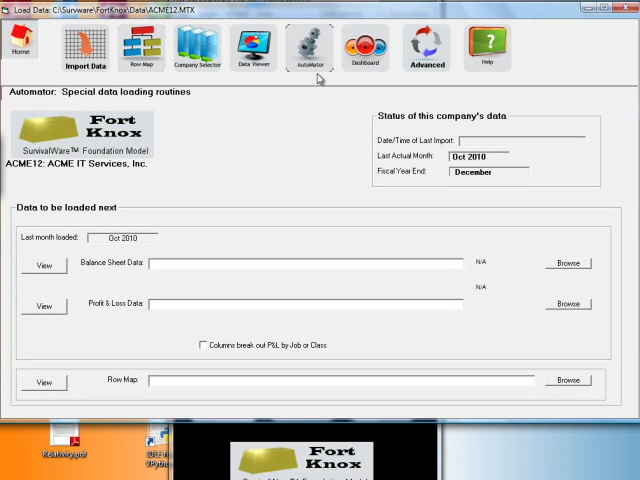 Load Data: C:\Survware\FortKnox\Data\ACME12.MTX
Home
Import Data
Row Map
Company Selector
Data Viewer
AutoMator
Dashboard
Advanced
Help
Automator: Special data loading routines
Fort
Knox
SurvivalWare™ Foundation Model
ACME12: ACME IT Services, Inc.
Status of this company's data
Date/Time of Last Import:
Last Actual Month: Oct 2010
Fiscal Year End: December
Data to be loaded next
Last month loaded: Oct 2010
View Balance Sheet Data: N/A Browse
N/A
View Profit & Loss Data: Browse
Columns break out P&L by Job or Class
View Row Map: Browse
Relativity.pdf
VPython
Fort
Knox